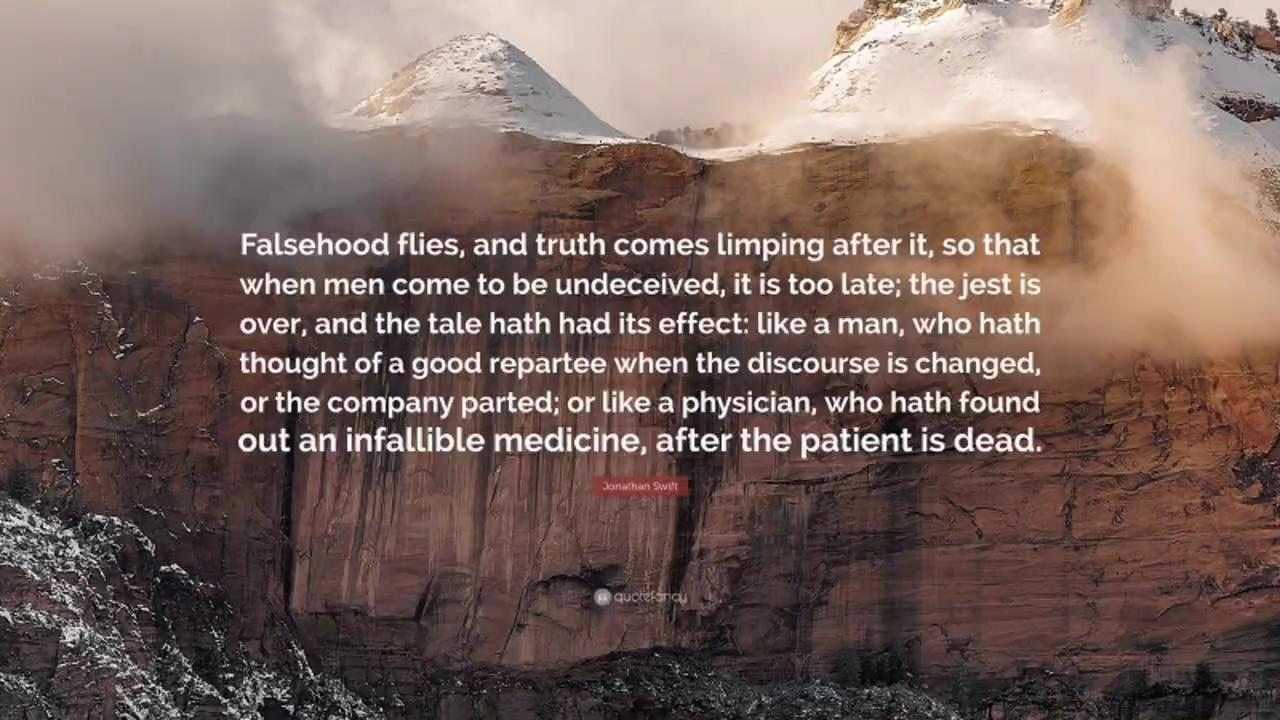 Falsehood flies, and truth comes limping after it, so that
when men come to be undeceived, it is too late; the jest is
over, and the tale hath had its effect: like a man, who hath
thought of a good repartee when the discourse is changed,
or the company parted; or like a physician, who hath found
out an infallible medicine, after the patient is dead.
Jonathan Swift
quotefancy